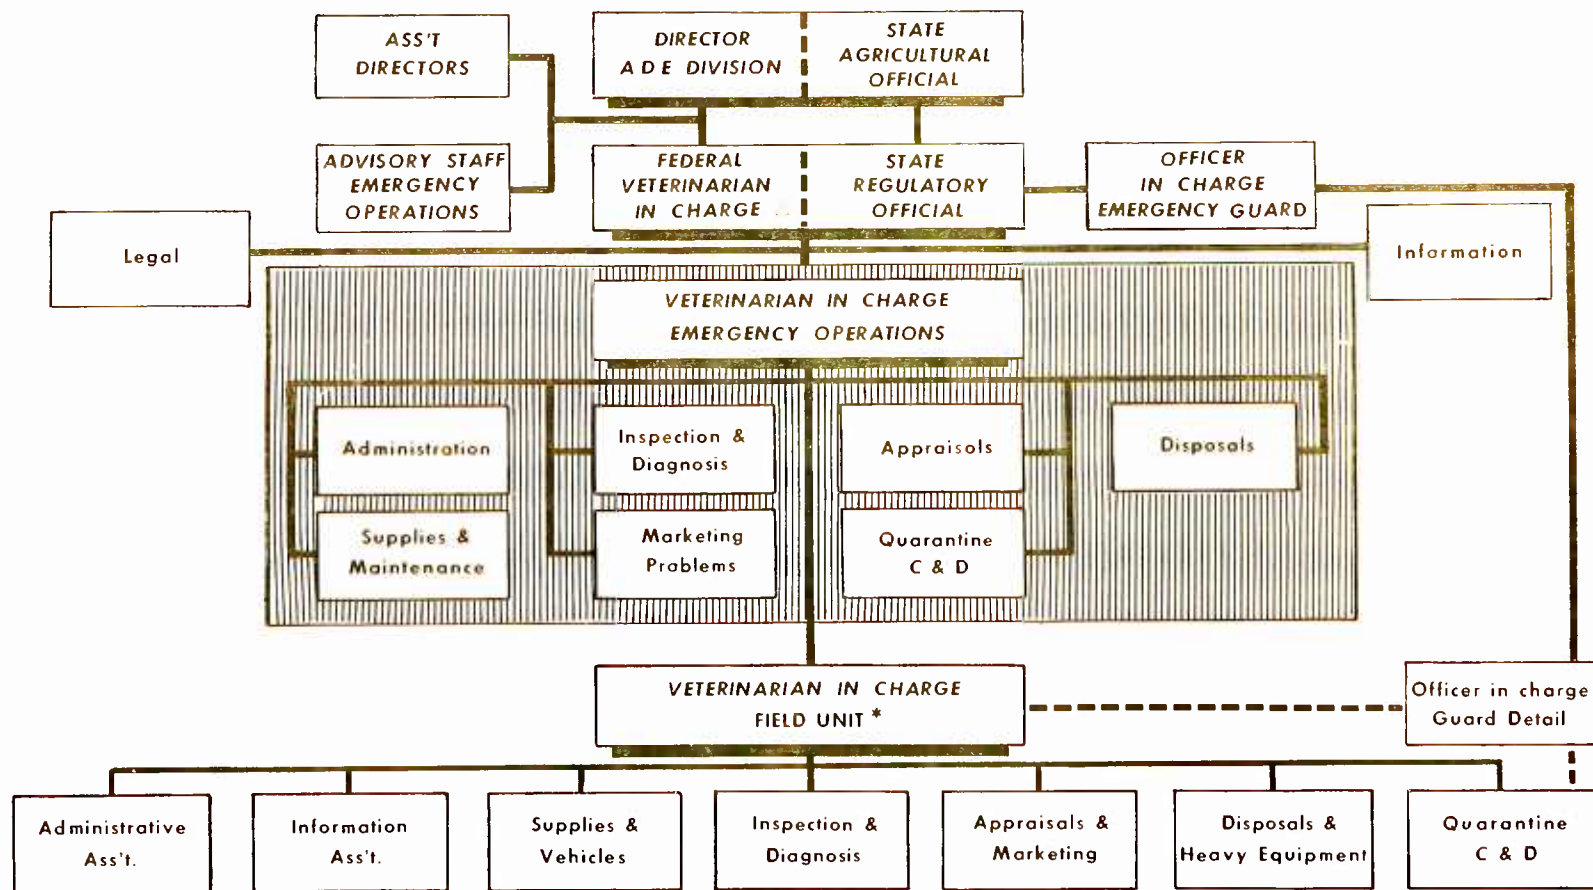 ASS'T
DIRECTORS
DIRECTOR
A D E DIVISION
STATE
AGRICULTURAL
OFFICIAL
ADVISORY STAFF
EMERGENCY
OPERATIONS
FEDERAL
VETERINARIAN
IN CHARGE
STATE
REGULATORY
OFFICIAL
OFFICER
IN CHARGE
EMERGENCY GUARD
Legal
Information
VETERINARIAN IN CHARGE
EMERGENCY OPERATIONS
Administration
Inspection &
Diagnosis
Appraisols
Disposals
Supplies &
Maintenance
Marketing
Problems
Quarantine
C & D
VETERINARIAN IN CHARGE
FIELD UNIT *
Officer in charge
Guard Detail
Administrative
Ass't.
Information
Ass't.
Supplies &
Vehicles
Inspection &
Diagnosis
Appraisals &
Marketing
Disposals &
Heavy Equipment
Quarantine
C & D